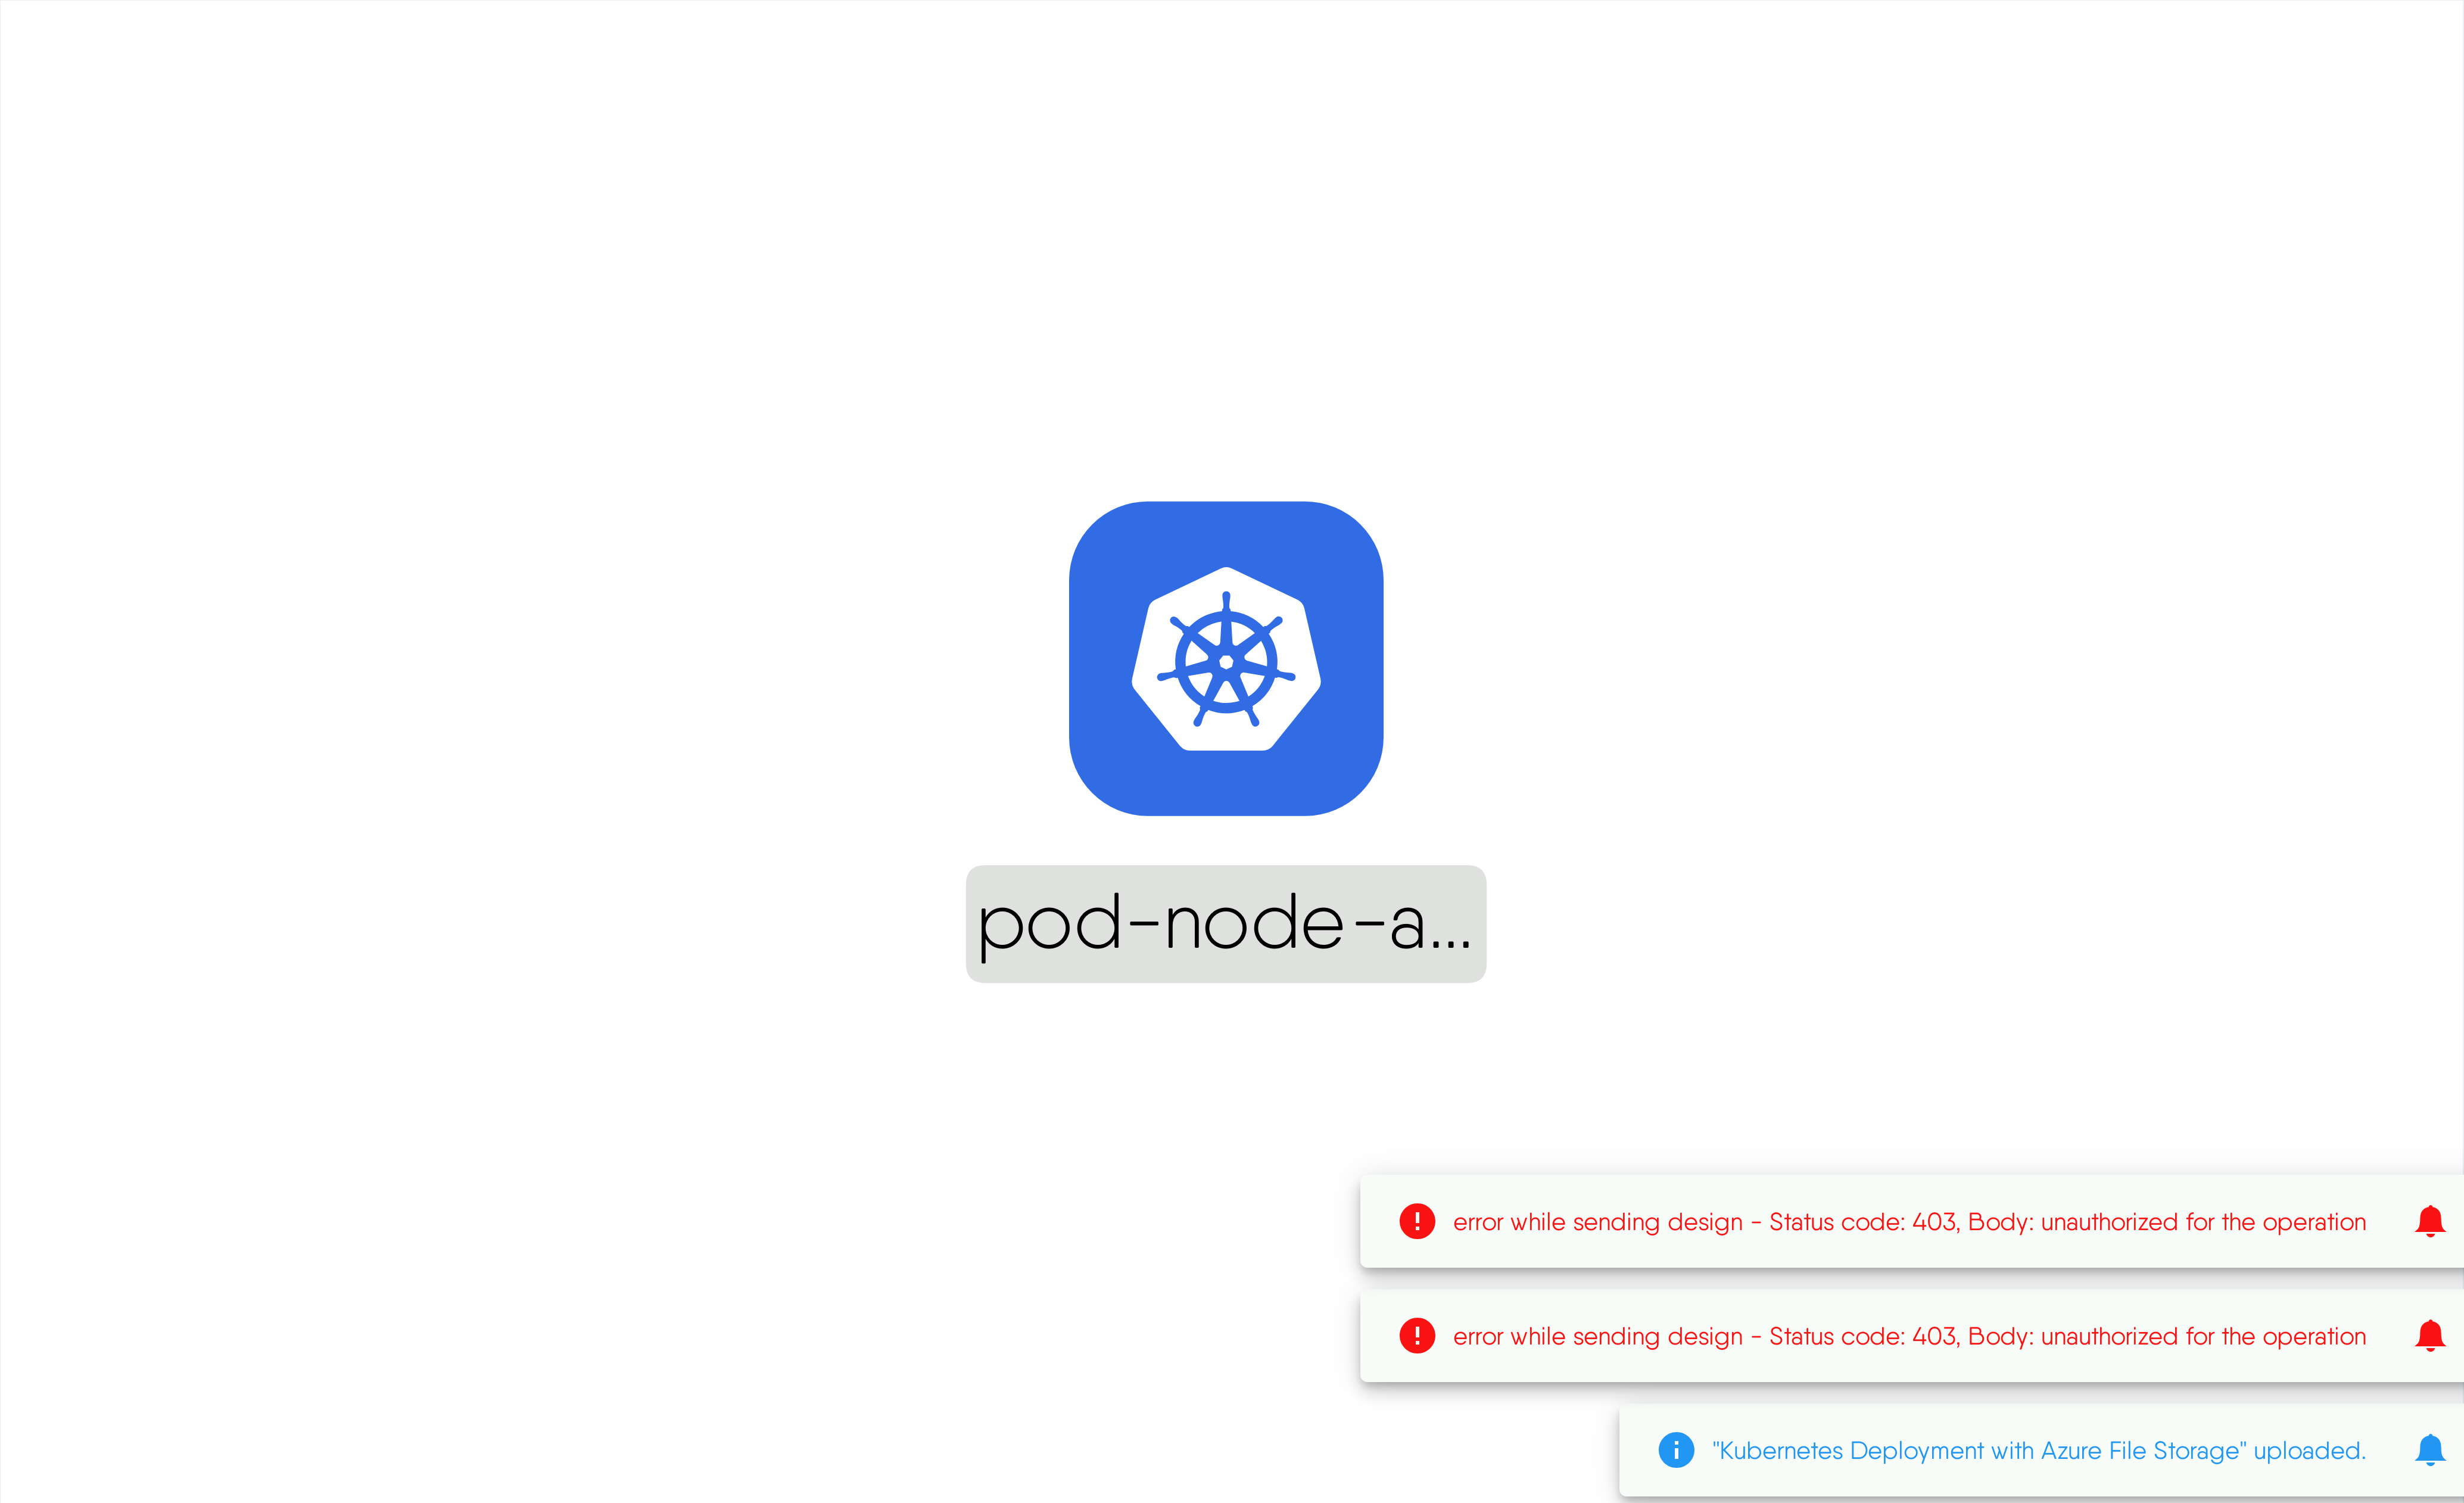 pod-node-a...
error while sending design - Status code: 403, Body: unauthorized for the operation
error while sending design - Status code: 403, Body: unauthorized for the operation
"Kubernetes Deployment with Azure File Storage" uploaded.